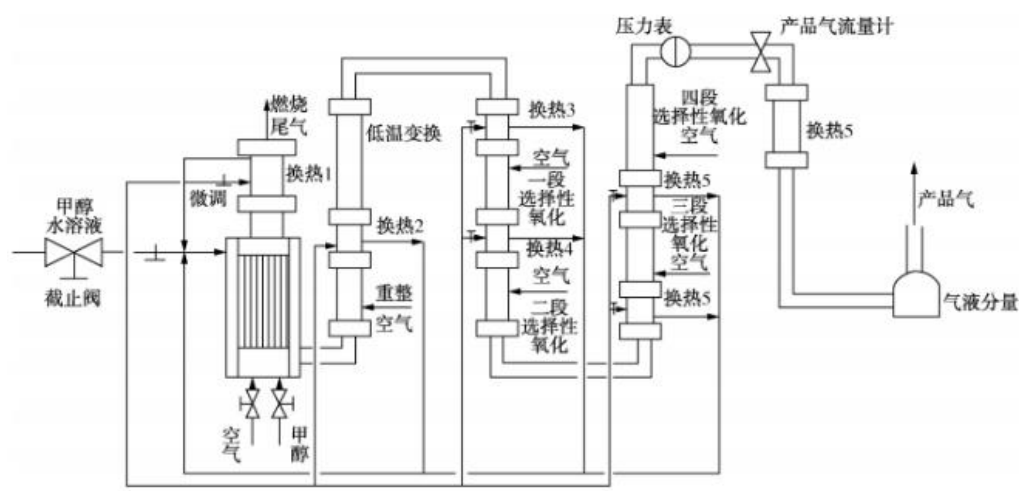 压力表
产品气流量计
燃烧
尾气
换热1
微调
甲醇
水溶液
截止阀
空
气
甲
醇
低温变换
换热2
重整
空气
换热3
空气
一段
选择性
氧化
换热4
空气
二段
选择性
氧化
四段
选择性氧化
空气
换热5
三段
选择性
氧化
空气
换热5
换热5
产品气
气液分量